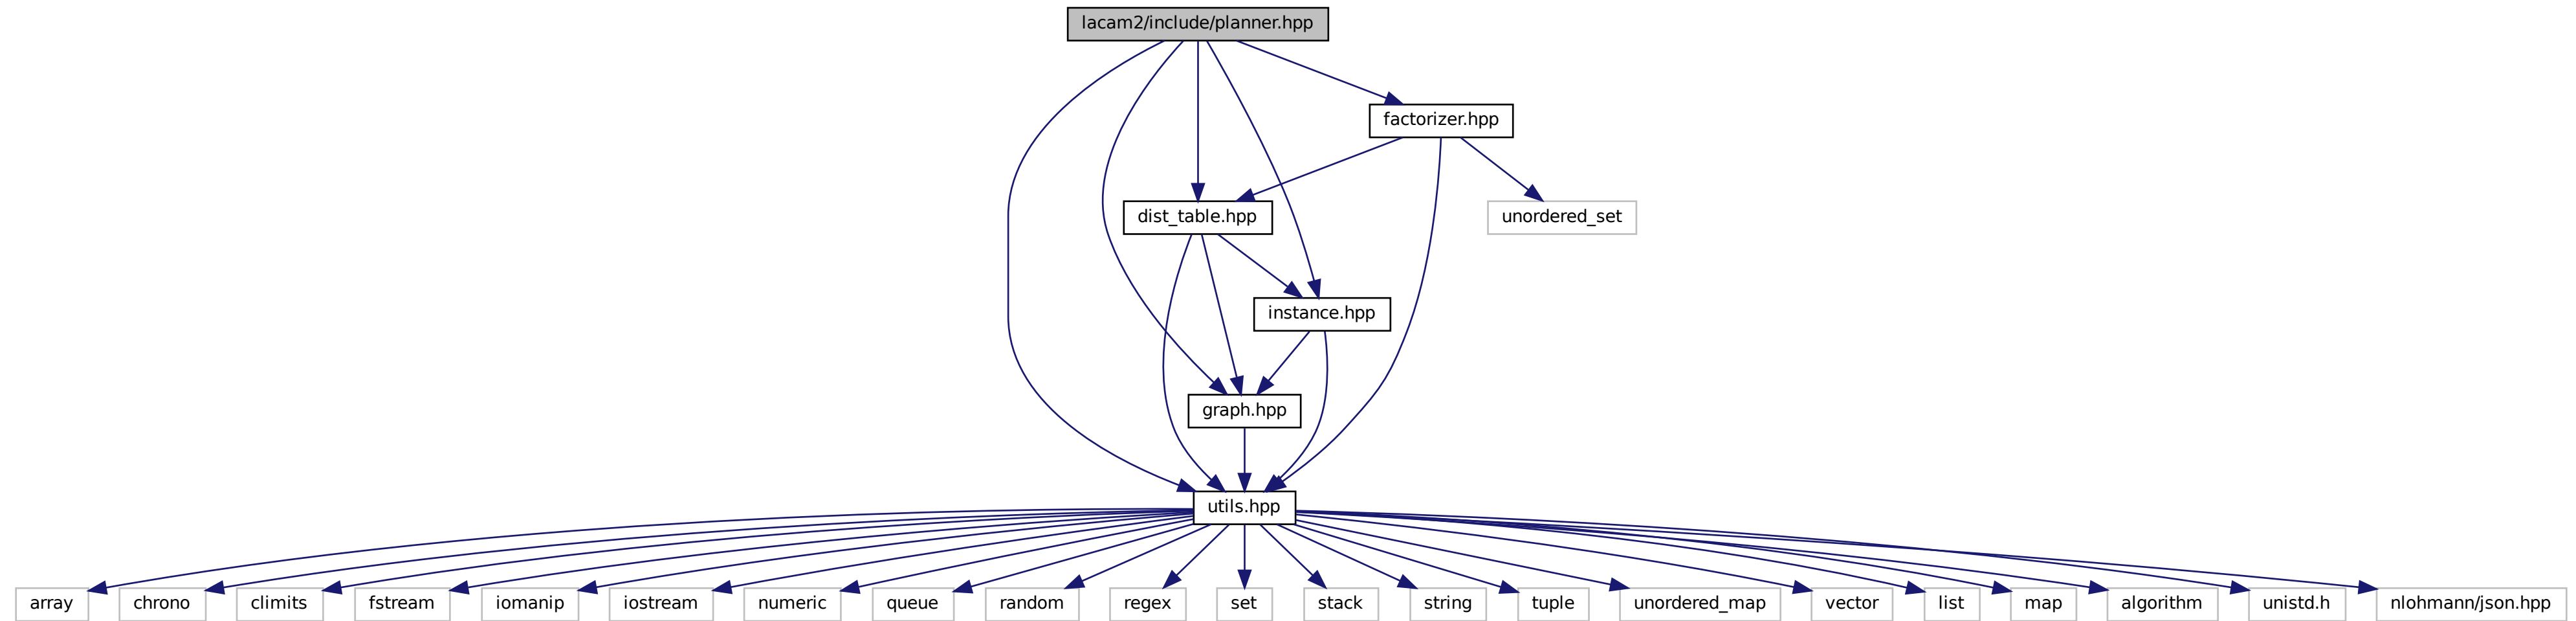 lacam2/include/planner.hpp
factorizer.hpp
dist_table.hpp
unordered_set
instance.hpp
graph.hpp
utils.hpp
array
chrono
climits
fstream
iomanip
iostream
numeric
queue
random
regex
set
stack
string
tuple
unordered_map
vector
list
map
algorithm
unistd.h
nlohmann/json.hpp